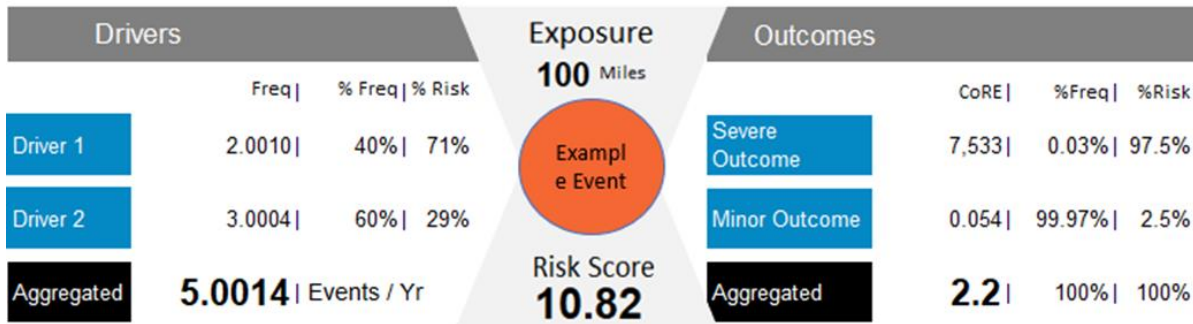 Drivers
Exposure
Outcomes
100 Miles
Freq| % Freq| % Risk
CoRE| %Freq| %Risk
Driver 1 2.0010| 40%| 71%
Exampl
e Event
Severe
Outcome 7,533| 0.03%| 97.5%
Driver 2 3.0004| 60%| 29%
Minor Outcome 0.054| 99.97%| 2.5%
Risk Score
Aggregated 5.0014| Events / Yr
10.82
Aggregated 2.2| 100%| 100%